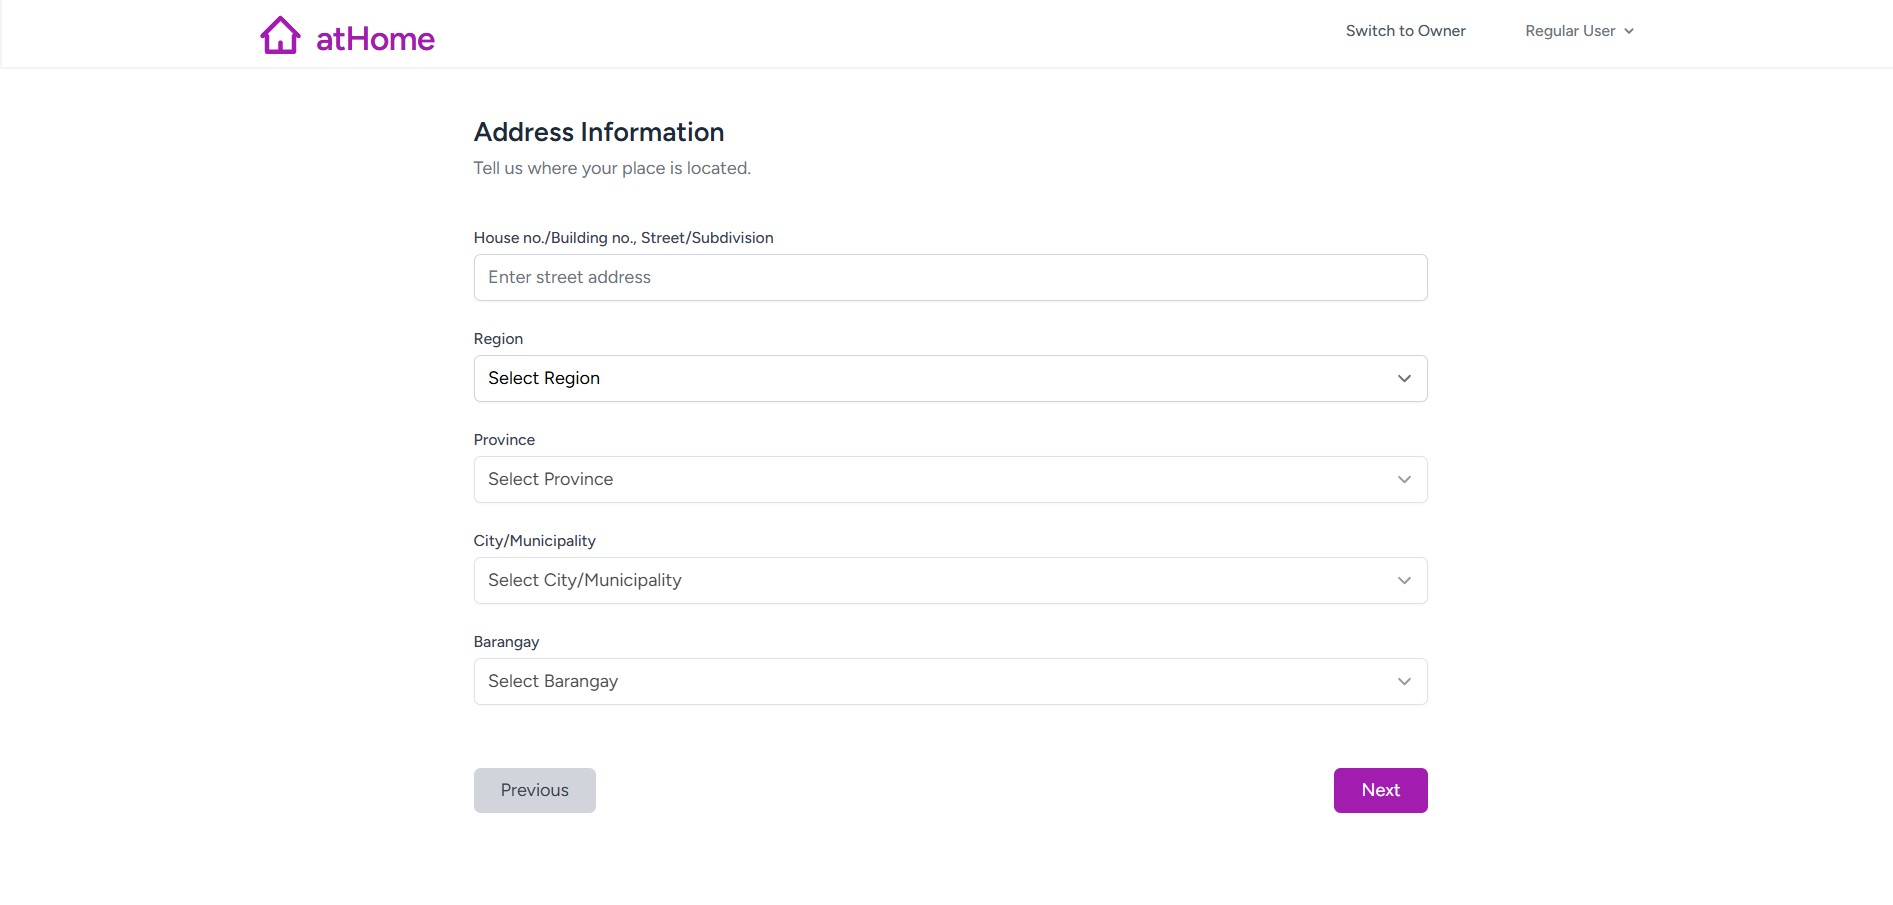 atHome
Switch to Owner
Regular User
Address Information
Tell us where your place is located.
House no./Building no., Street/Subdivision
Enter street address
Region
Select Region
Province
Select Province
City/Municipality
Select City/Municipality
Barangay
Select Barangay
Previous
Next